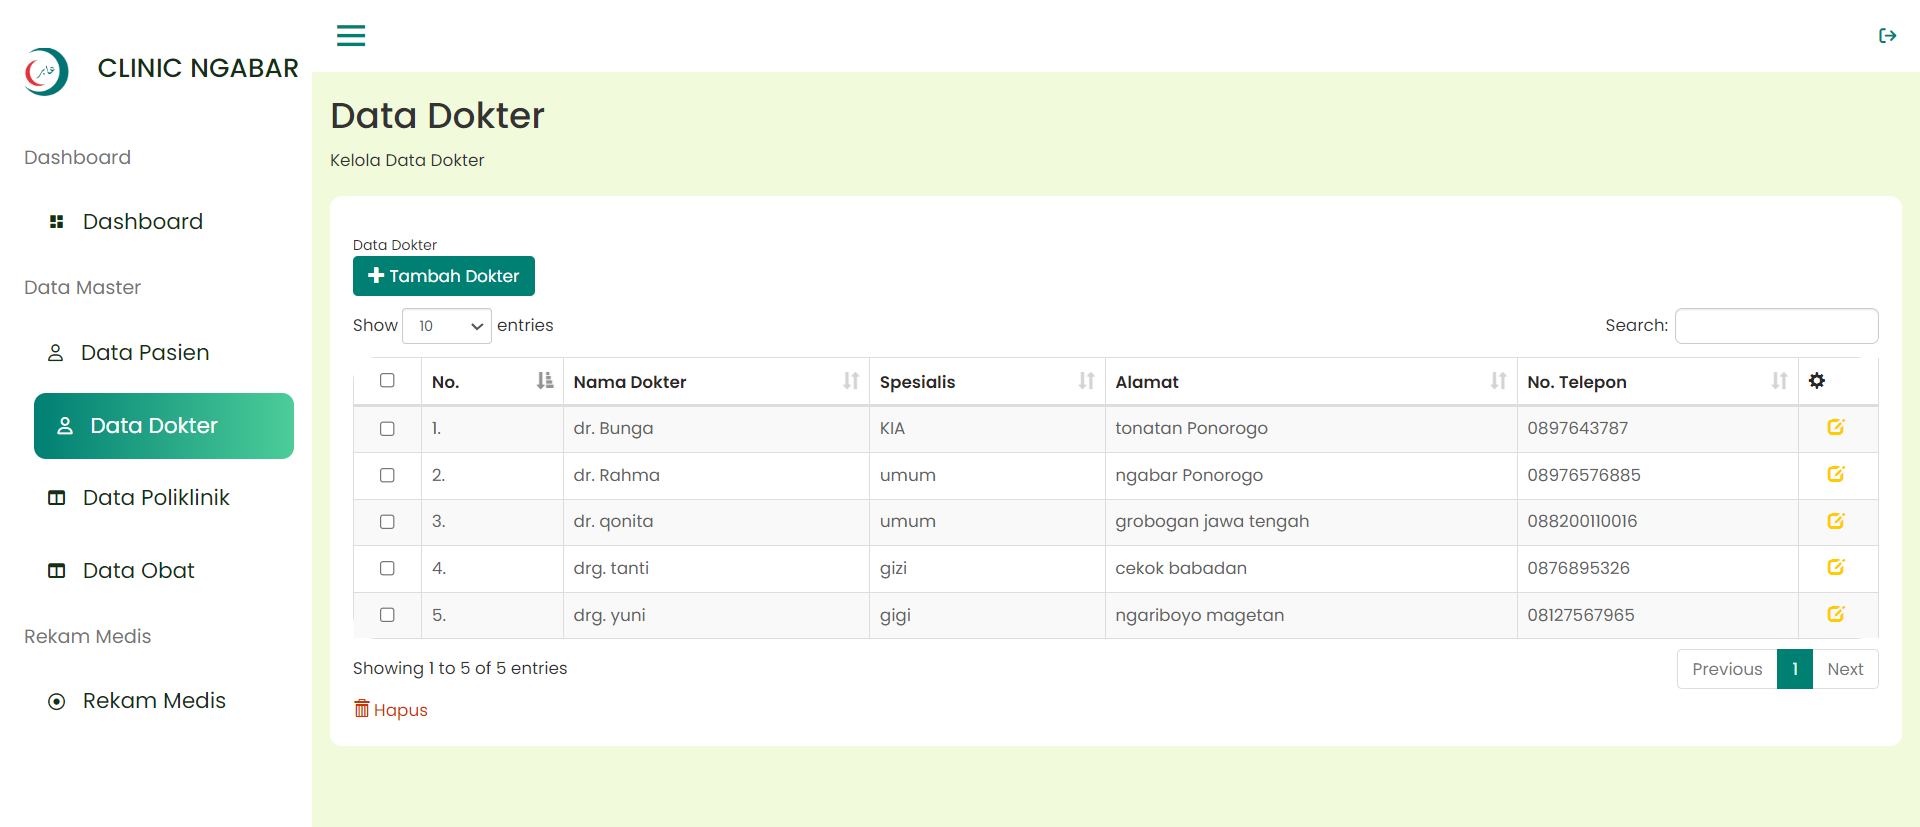 عابر
CLINIC NGABAR
Dashboard
Dashboard
Data Master
Data Pasien
Data Dokter
Data Poliklinik
Data Obat
Rekam Medis
Rekam Medis
Data Dokter
Kelola Data Dokter
Data Dokter
Tambah Dokter
Show 10 entries
Search:
No. Nama Dokter Spesialis Alamat No. Telepon
1. dr. Bunga KIA tonatan Ponorogo 0897643787
2. dr. Rahma umum ngabar Ponorogo 08976576885
3. dr. qonita umum grobogan jawa tengah 088200110016
4. drg. tanti gizi cekok babadan 0876895326
5. drg. yuni gigi ngariboyo magetan 08127567965
Showing 1 to 5 of 5 entries
Previous 1 Next
Hapus